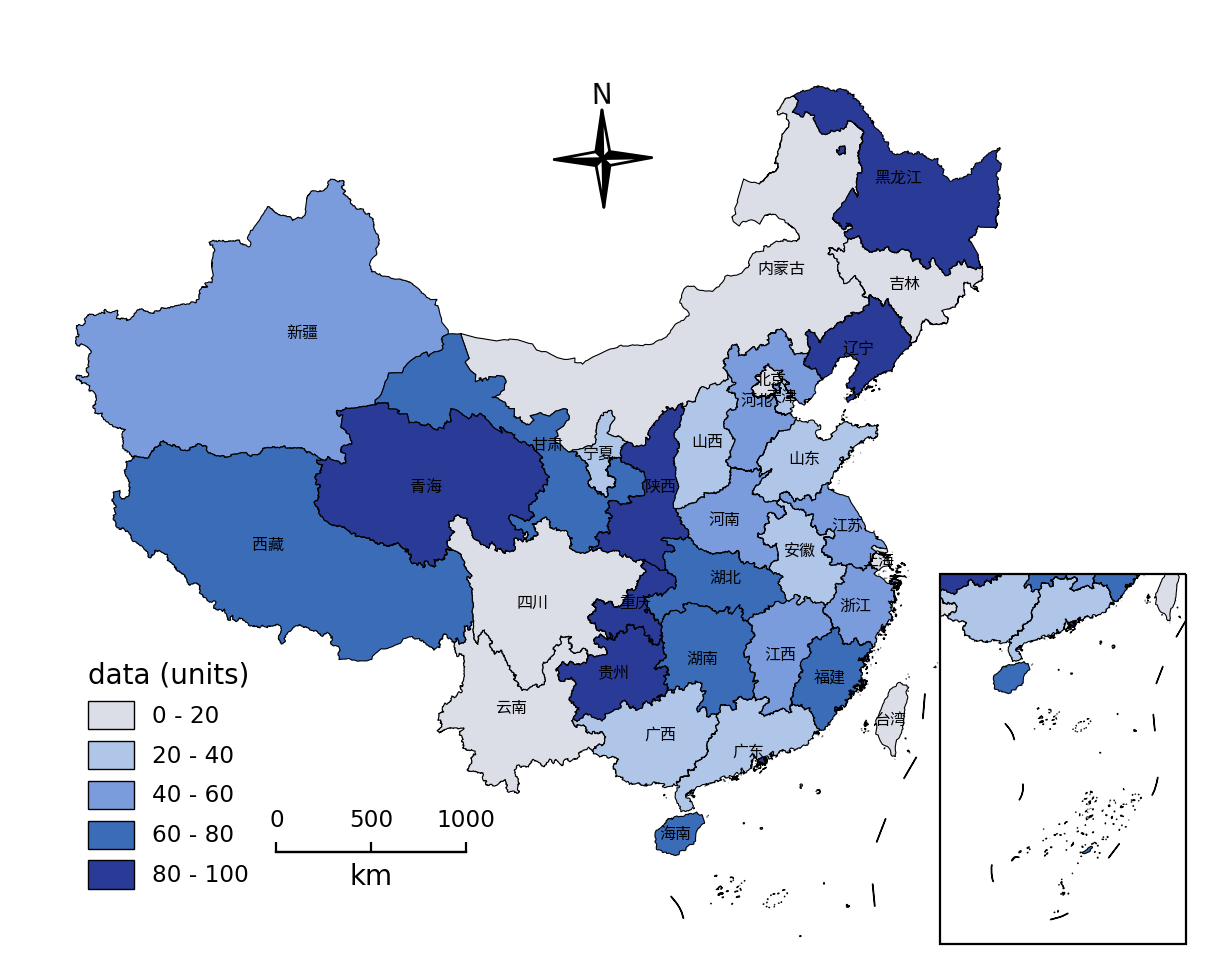 N
黑龙江
内蒙古
吉林
新疆
辽宁
北京
天津
河北
山西
甘肃
宁夏
山东
青海
陕西
河南
江苏
西藏
安徽
上海
湖北
四川
重庆
浙江
湖南
江西
贵州
福建
云南
台湾
广西
广东
海南
data (units)
0 - 20
20 - 40
40 - 60
60 - 80
80 - 100
0 500 1000
km